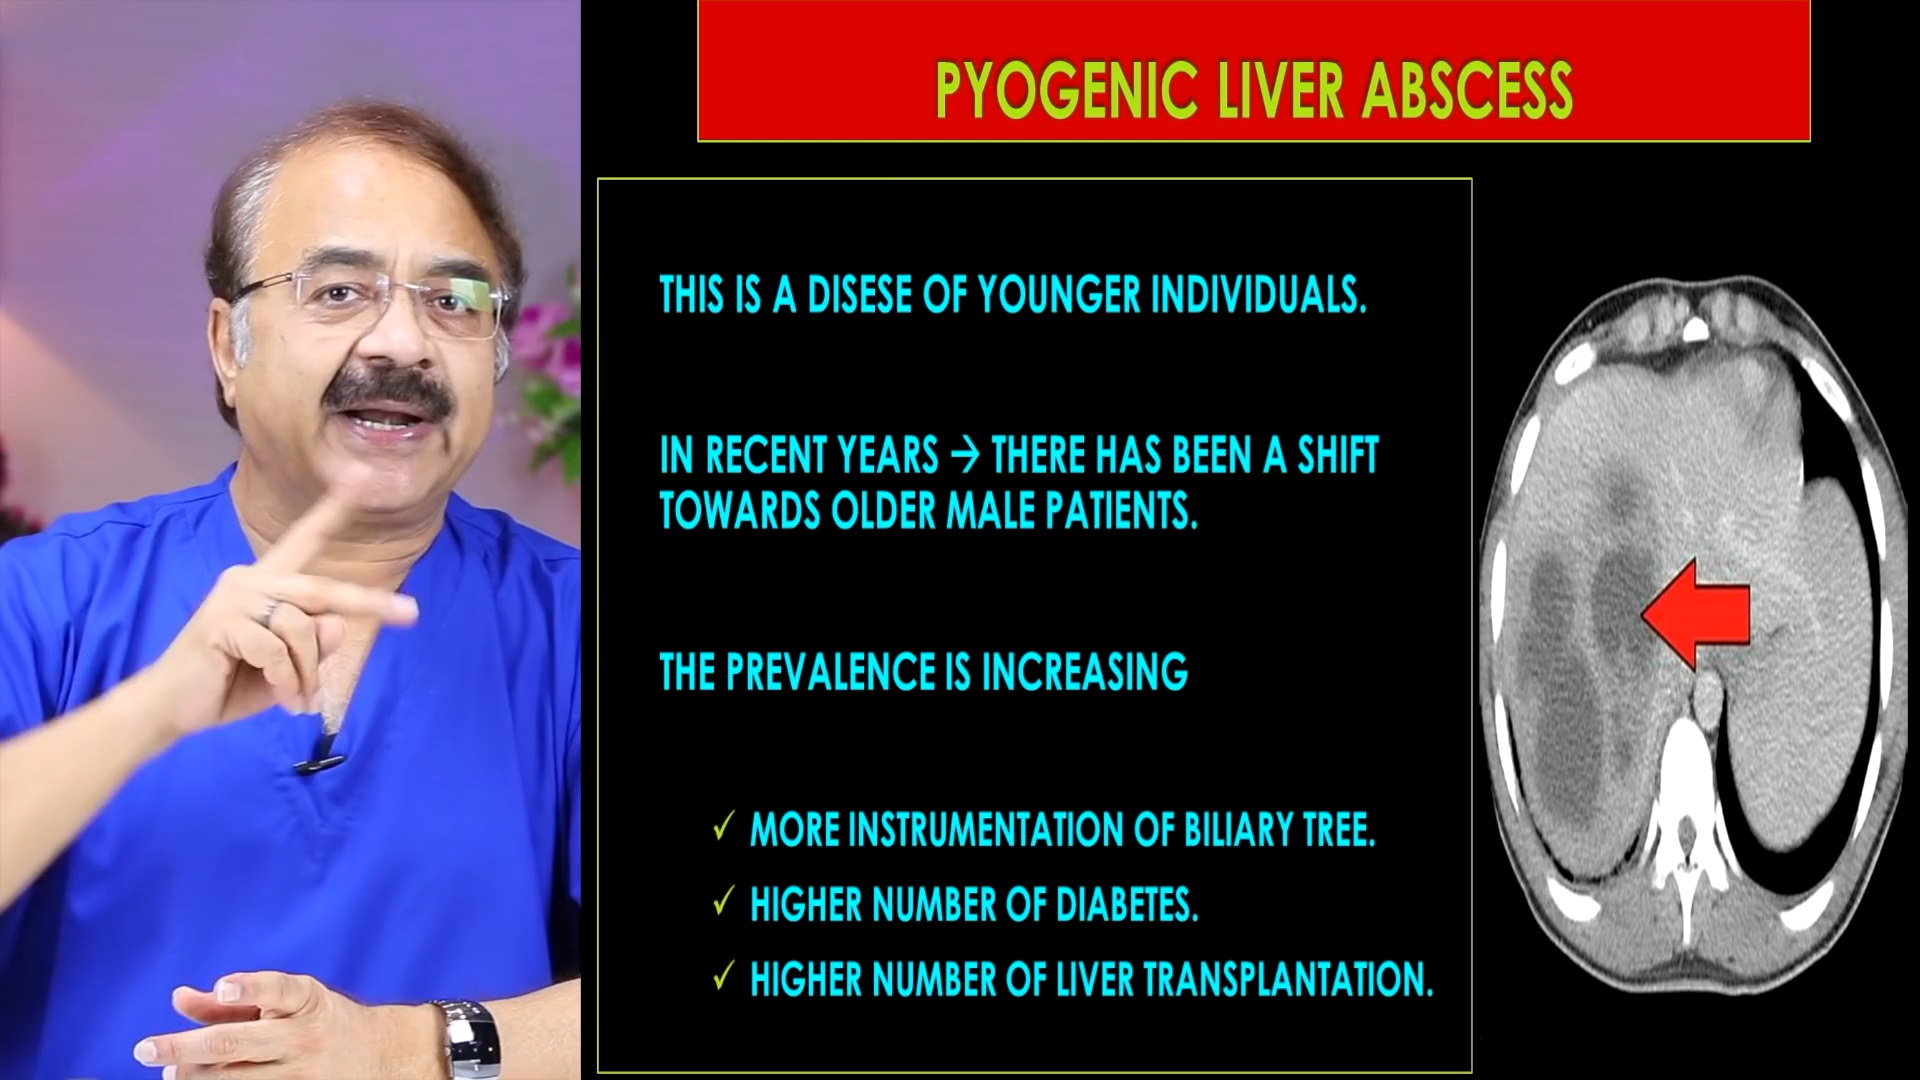 PYOGENIC LIVER ABSCESS
THIS IS A DISESE OF YOUNGER INDIVIDUALS.
IN RECENT YEARS → THERE HAS BEEN A SHIFT
TOWARDS OLDER MALE PATIENTS.
THE PREVALENCE IS INCREASING
✓ MORE INSTRUMENTATION OF BILIARY TREE.
✓ HIGHER NUMBER OF DIABETES.
✓ HIGHER NUMBER OF LIVER TRANSPLANTATION.